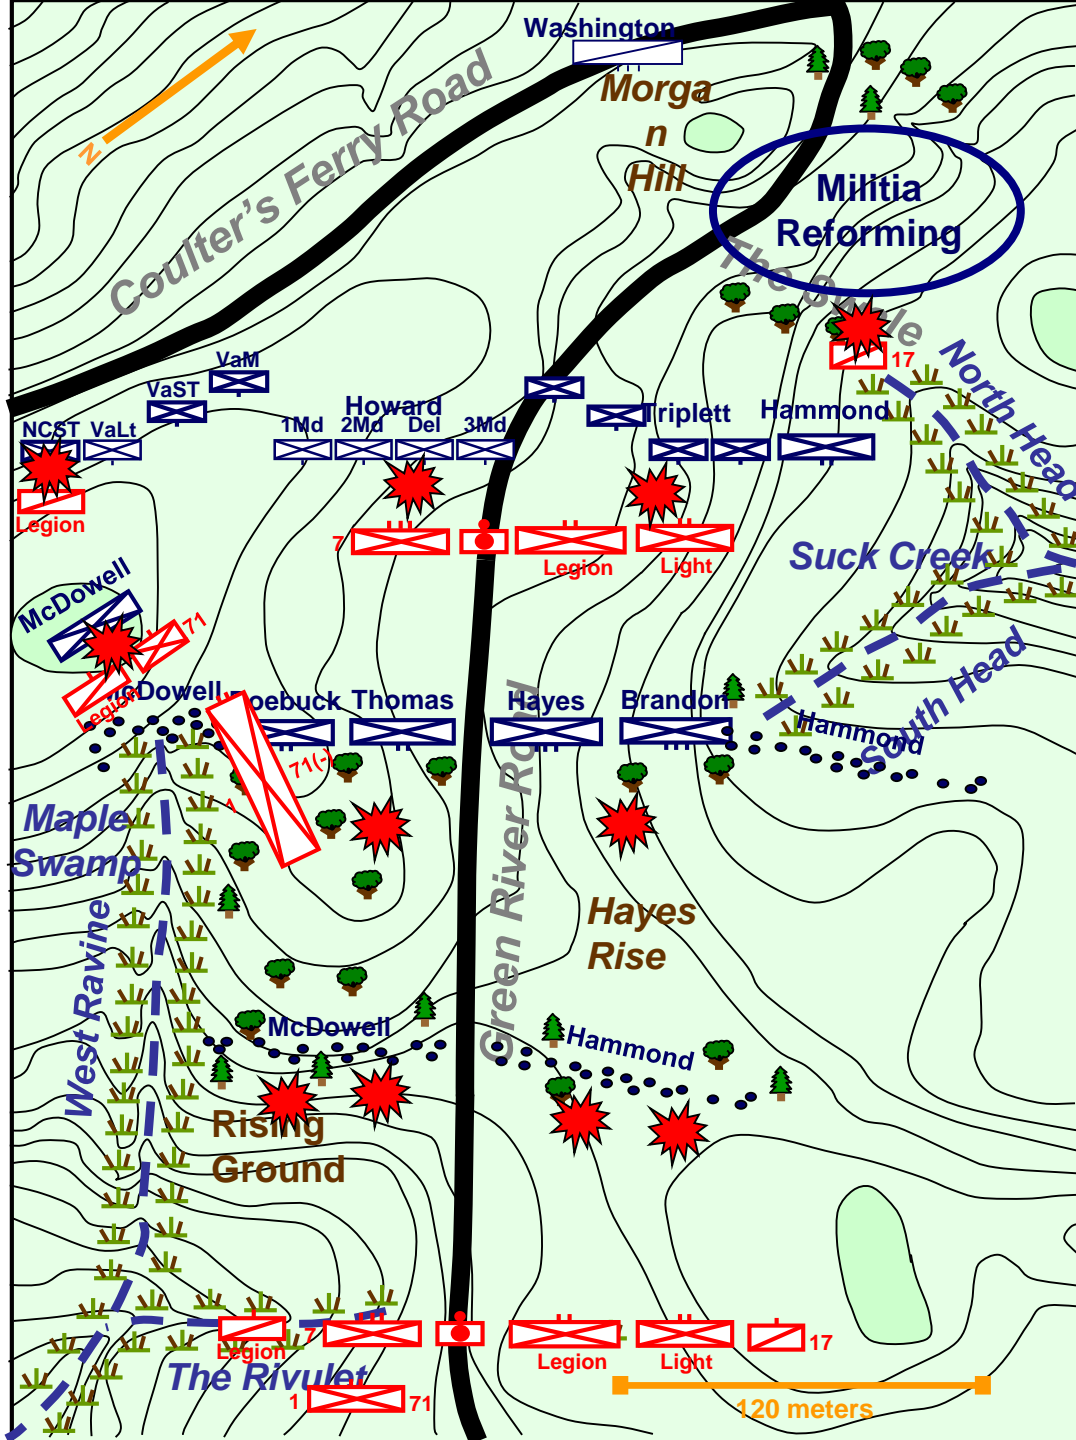 Washington
Morga
n
Hill
N
Coulter's Ferry Road
Militia
Reforming
The Swale
17
North Head
VaM
VaST
NCST
VaLt
Howard
1Md
2Md
Del
3Md
Triplett
Hammond
Legion
7
Legion
Light
Suck Creek
McDowell
71
Legion
McDowell
Roebuck
Thomas
Hayes
Brandon
Hammond
South Head
71(-)
1
Maple
Swamp
Green River Road
Hayes
Rise
West Ravine
McDowell
Hammond
Rising
Ground
Legion
7
Legion
Light
17
The Rivulet
1
71
120 meters